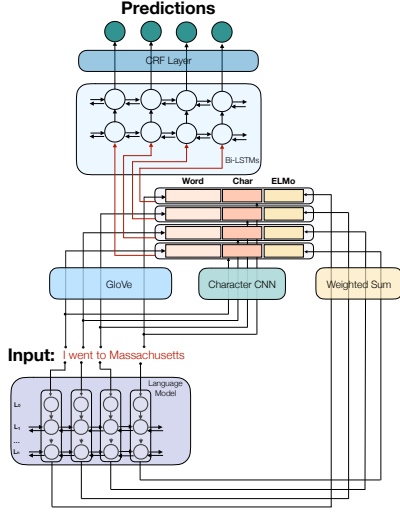 Predictions
CRF Layer
Bi-LSTMs
Word Char ELMo
GloVe Character CNN Weighted Sum
Input: I went to Massachusetts
Language
Model
L₀
L₁
...